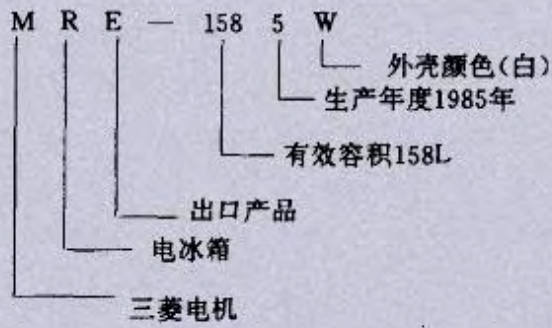 M R E — 158 5 W
外壳颜色(白)
生产年度1985年
有效容积158L
出口产品
电冰箱
三菱电机